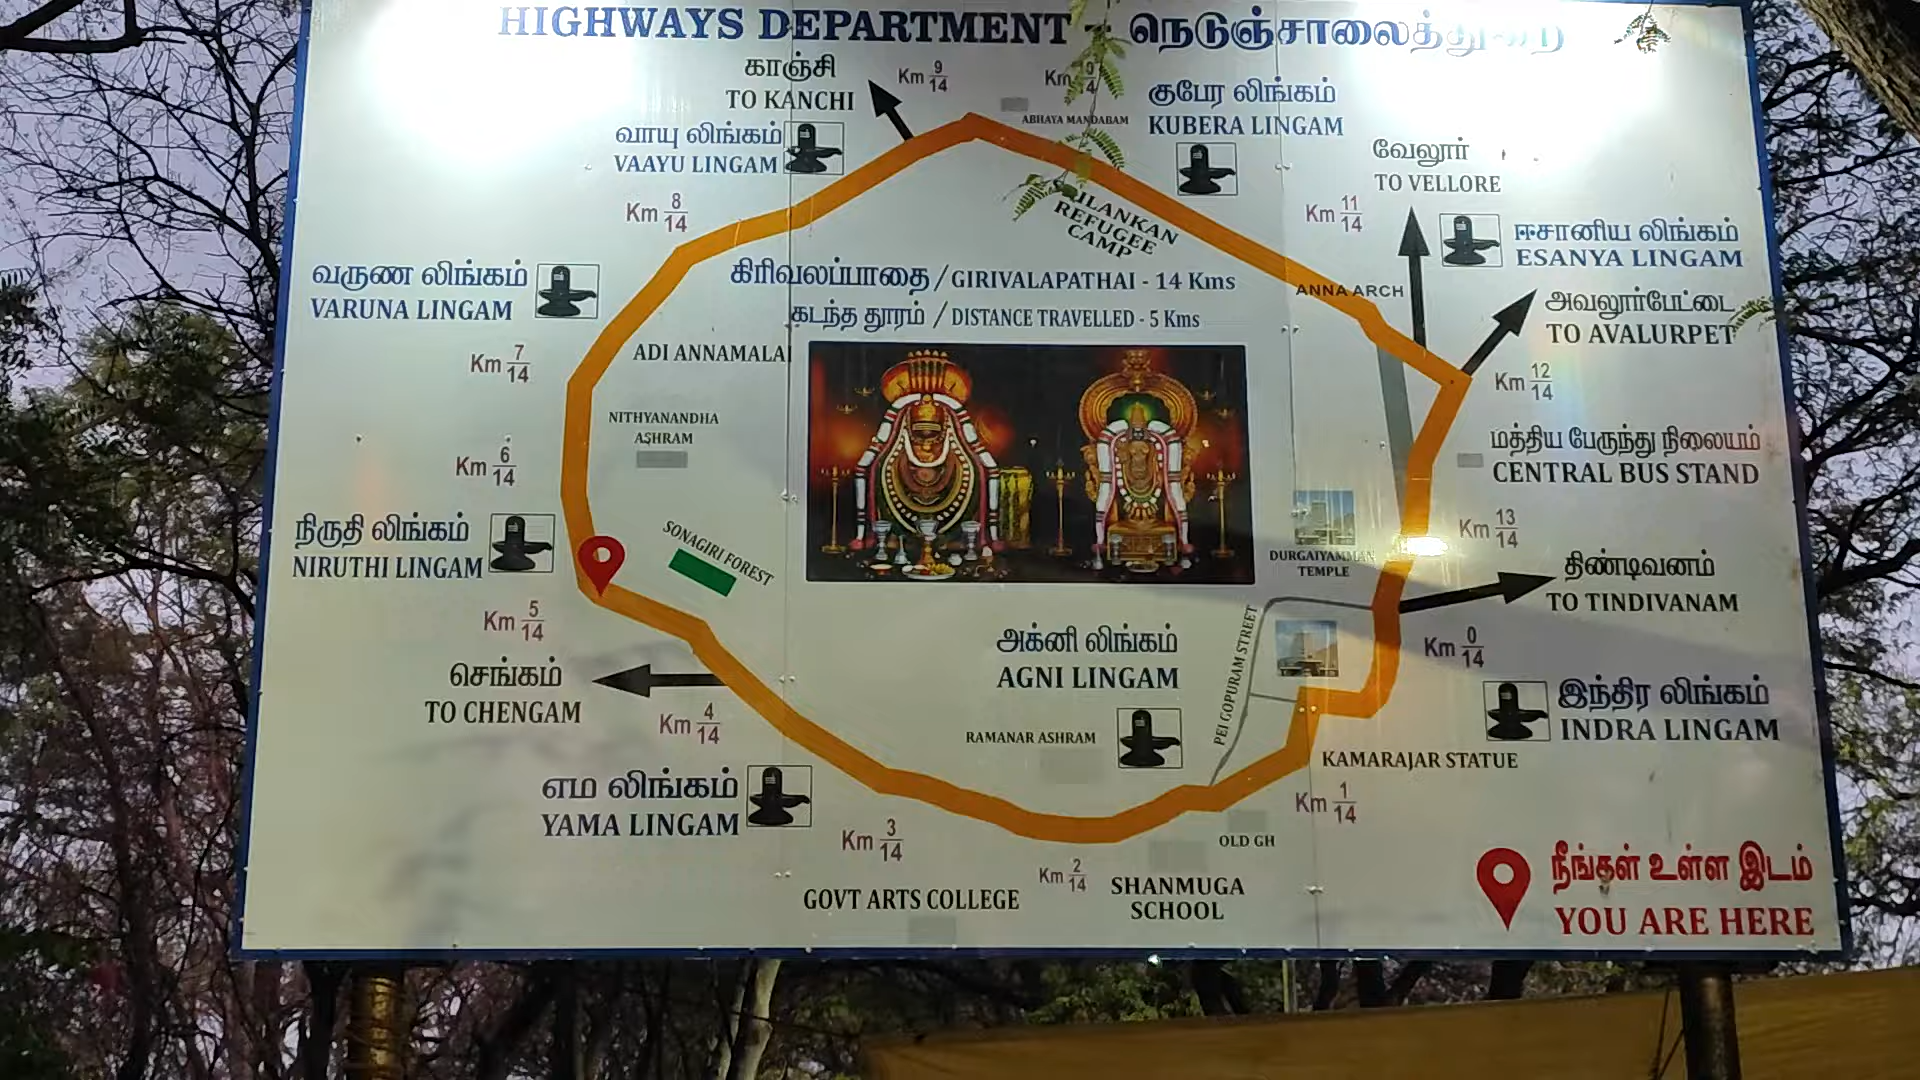 HIGHWAYS DEPARTMENT - நெடுஞ்சாலைத்துறை
காஞ்சி
TO KANCHI
Km 9/14
Km 10/14
ABHAYA MANDABAM
குபேர லிங்கம்
KUBERA LINGAM
வாயு லிங்கம்
VAAYU LINGAM
வேலூர்
TO VELLORE
Km 8/14
REFUGEE
CAMP
Km 11/14
ஈசானிய லிங்கம்
ESANYA LINGAM
வருண லிங்கம்
VARUNA LINGAM
கிரிவலப்பாதை / GIRIVALAPATHAI - 14 Kms
கடந்த தூரம் / DISTANCE TRAVELLED - 5 Kms
ANNA ARCH
அவலூர்பேட்டை
TO AVALURPET
Km 7/14
ADI ANNAMALAI
Km 12/14
NITHYANANDHA
ASHRAM
மத்திய பேருந்து நிலையம்
CENTRAL BUS STAND
Km 6/14
நிருதி லிங்கம்
NIRUTHI LINGAM
SONAGIRI FOREST
Km 13/14
DURGAIYAMMAN
TEMPLE
திண்டிவனம்
TO TINDIVANAM
Km 5/14
அக்னி லிங்கம்
AGNI LINGAM
PEI GOPURAM STREET
Km 0/14
செங்கம்
TO CHENGAM
Km 4/14
RAMANAR ASHRAM
இந்திர லிங்கம்
INDRA LINGAM
KAMARAJAR STATUE
எம லிங்கம்
YAMA LINGAM
Km 1/14
Km 3/14
OLD GH
Km 2/14
GOVT ARTS COLLEGE
SHANMUGA
SCHOOL
நீங்கள் உள்ள இடம்
YOU ARE HERE